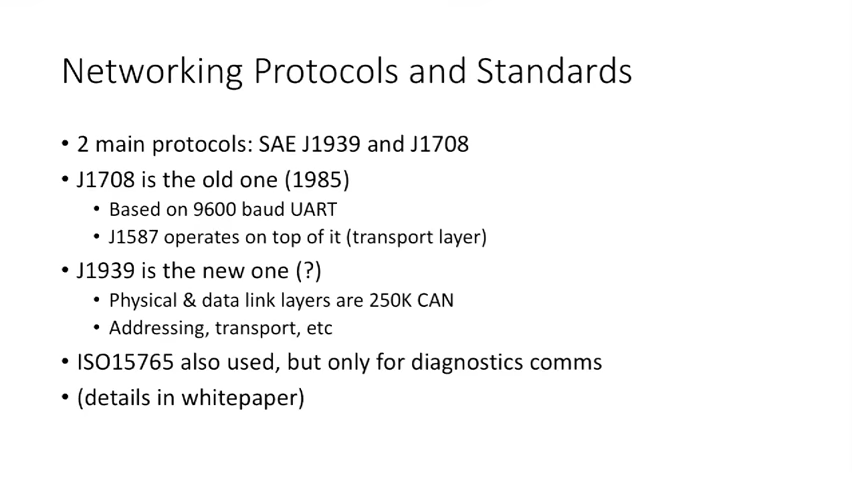 Networking Protocols and Standards
• 2 main protocols: SAE J1939 and J1708
• J1708 is the old one (1985)
• Based on 9600 baud UART
• J1587 operates on top of it (transport layer)
• J1939 is the new one (?)
• Physical & data link layers are 250K CAN
• Addressing, transport, etc
• ISO15765 also used, but only for diagnostics comms
• (details in whitepaper)